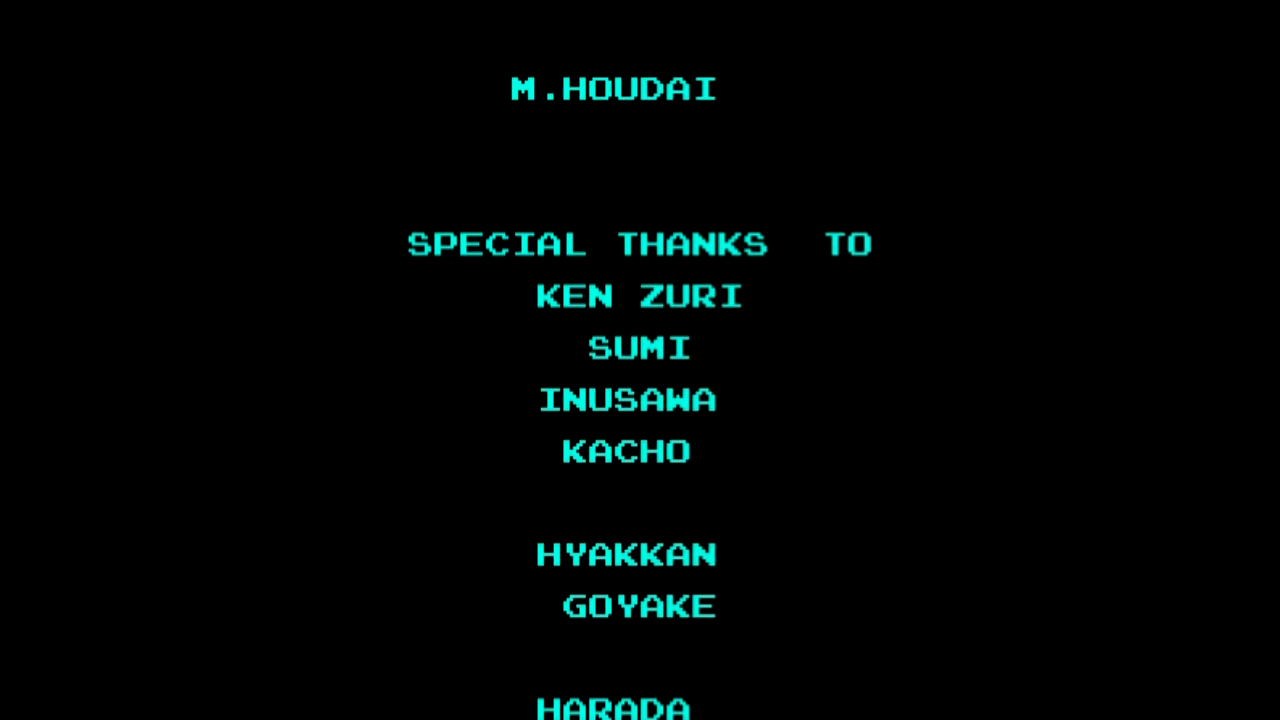 M.HOUDAI
SPECIAL THANKS TO
KEN ZURI
SUMI
INUSAWA
KACHO
HYAKKAN
GOYAKE
HARADA